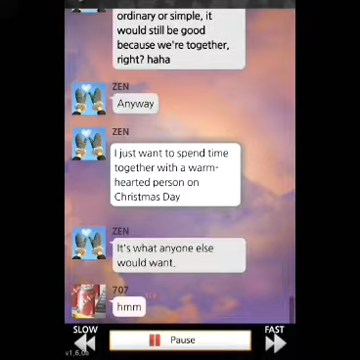 ordinary or simple, it
would still be good
because we're together,
right? haha
ZEN
Anyway
ZEN
I just want to spend time
together with a warm-
hearted person on
Christmas Day
ZEN
It's what anyone else
would want.
707
hmm
SLOW
Pause
FAST